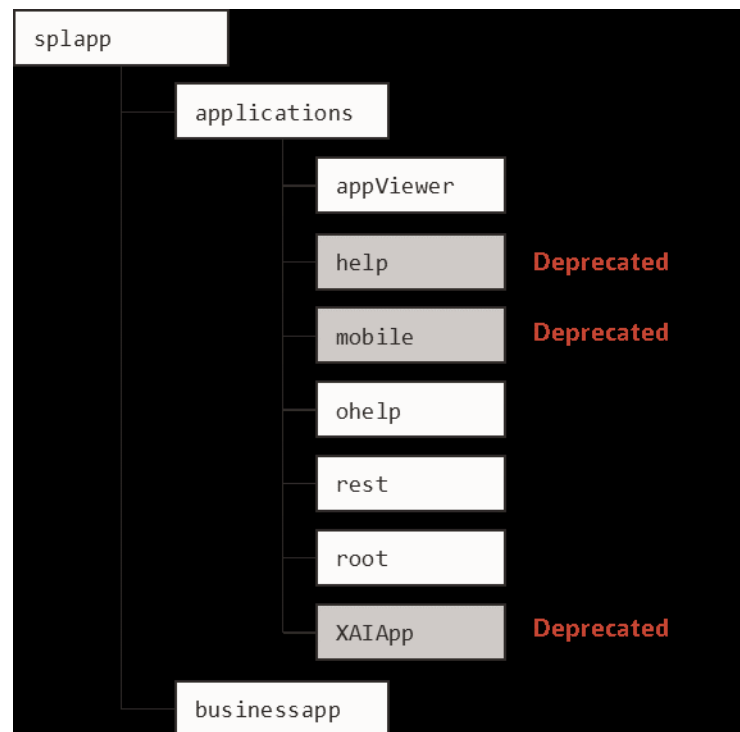 splapp
applications
appViewer
help Deprecated
mobile Deprecated
ohelp
rest
root
XAIApp Deprecated
businessapp